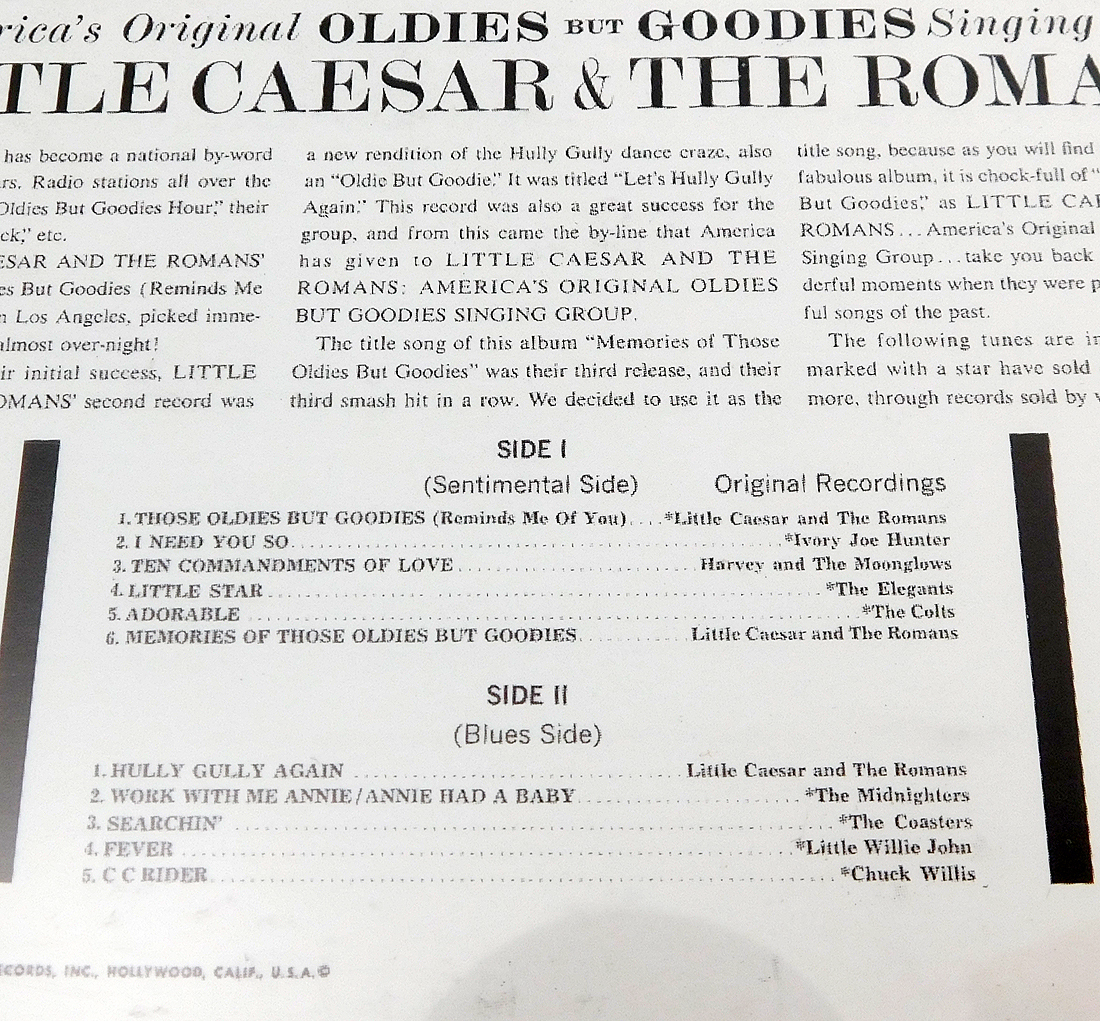 rica's Original OLDIES BUT GOODIES Singing
TLE CAESAR & THE ROMA
has become a national by-word
rs. Radio stations all over the
Oldies But Goodies Hour," their
ck," etc.
ESAR AND THE ROMANS'
es But Goodies (Reminds Me
n Los Angeles, picked imme-
almost over-night!
ir initial success, LITTLE
OMANS' second record was
a new rendition of the Hully Gully dance craze, also
an "Oldie But Goodie." It was titled "Let's Hully Gully
Again." This record was also a great success for the
group, and from this came the by-line that America
has given to LITTLE CAESAR AND THE
ROMANS: AMERICA'S ORIGINAL OLDIES
BUT GOODIES SINGING GROUP.
The title song of this album "Memories of Those
Oldies But Goodies" was their third release, and their
third smash hit in a row. We decided to use it as the
title song, because as you will find
fabulous album, it is chock-full of "
But Goodies," as LITTLE CAE
ROMANS... America's Original
Singing Group...take you back
derful moments when they were p
ful songs of the past.
The following tunes are in
marked with a star have sold
more, through records sold by v
SIDE I
(Sentimental Side) Original Recordings
1. THOSE OLDIES BUT GOODIES (Reminds Me Of You)....*Little Caesar and The Romans
2. I NEED YOU SO..........*Ivory Joe Hunter
3. TEN COMMANDMENTS OF LOVE..........Harvey and The Moonglows
4. LITTLE STAR..........*The Elegants
5. ADORABLE..........*The Colts
6. MEMORIES OF THOSE OLDIES BUT GOODIES..........Little Caesar and The Romans
SIDE II
(Blues Side)
1. HULLY GULLY AGAIN..........Little Caesar and The Romans
2. WORK WITH ME ANNIE/ANNIE HAD A BABY..........*The Midnighters
3. SEARCHIN'..........*The Coasters
4. FEVER..........*Little Willie John
5. C C RIDER..........*Chuck Willis
ECORDS, INC., HOLLYWOOD, CALIF., U.S.A.©